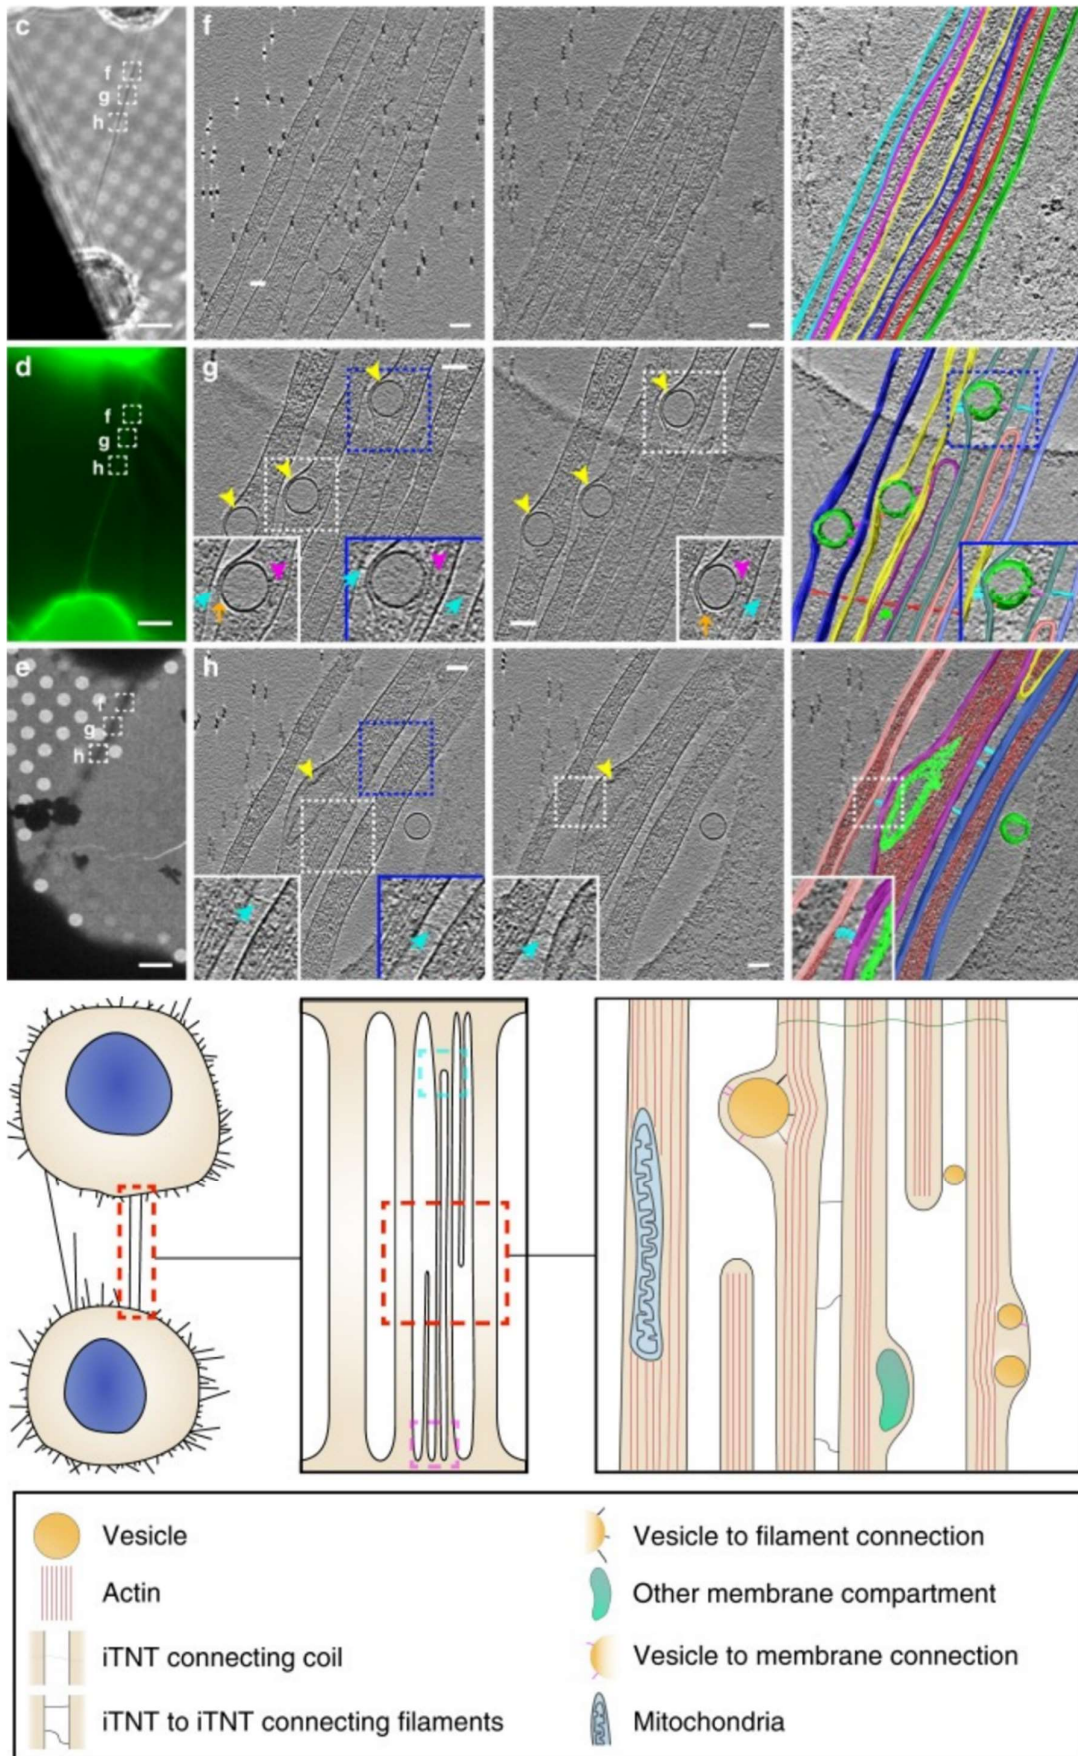 c
f
g
h
f
d
f
g
h
g
e
f
g
h
h
Vesicle
Vesicle to filament connection
Actin
Other membrane compartment
iTNT connecting coil
Vesicle to membrane connection
iTNT to iTNT connecting filaments
Mitochondria